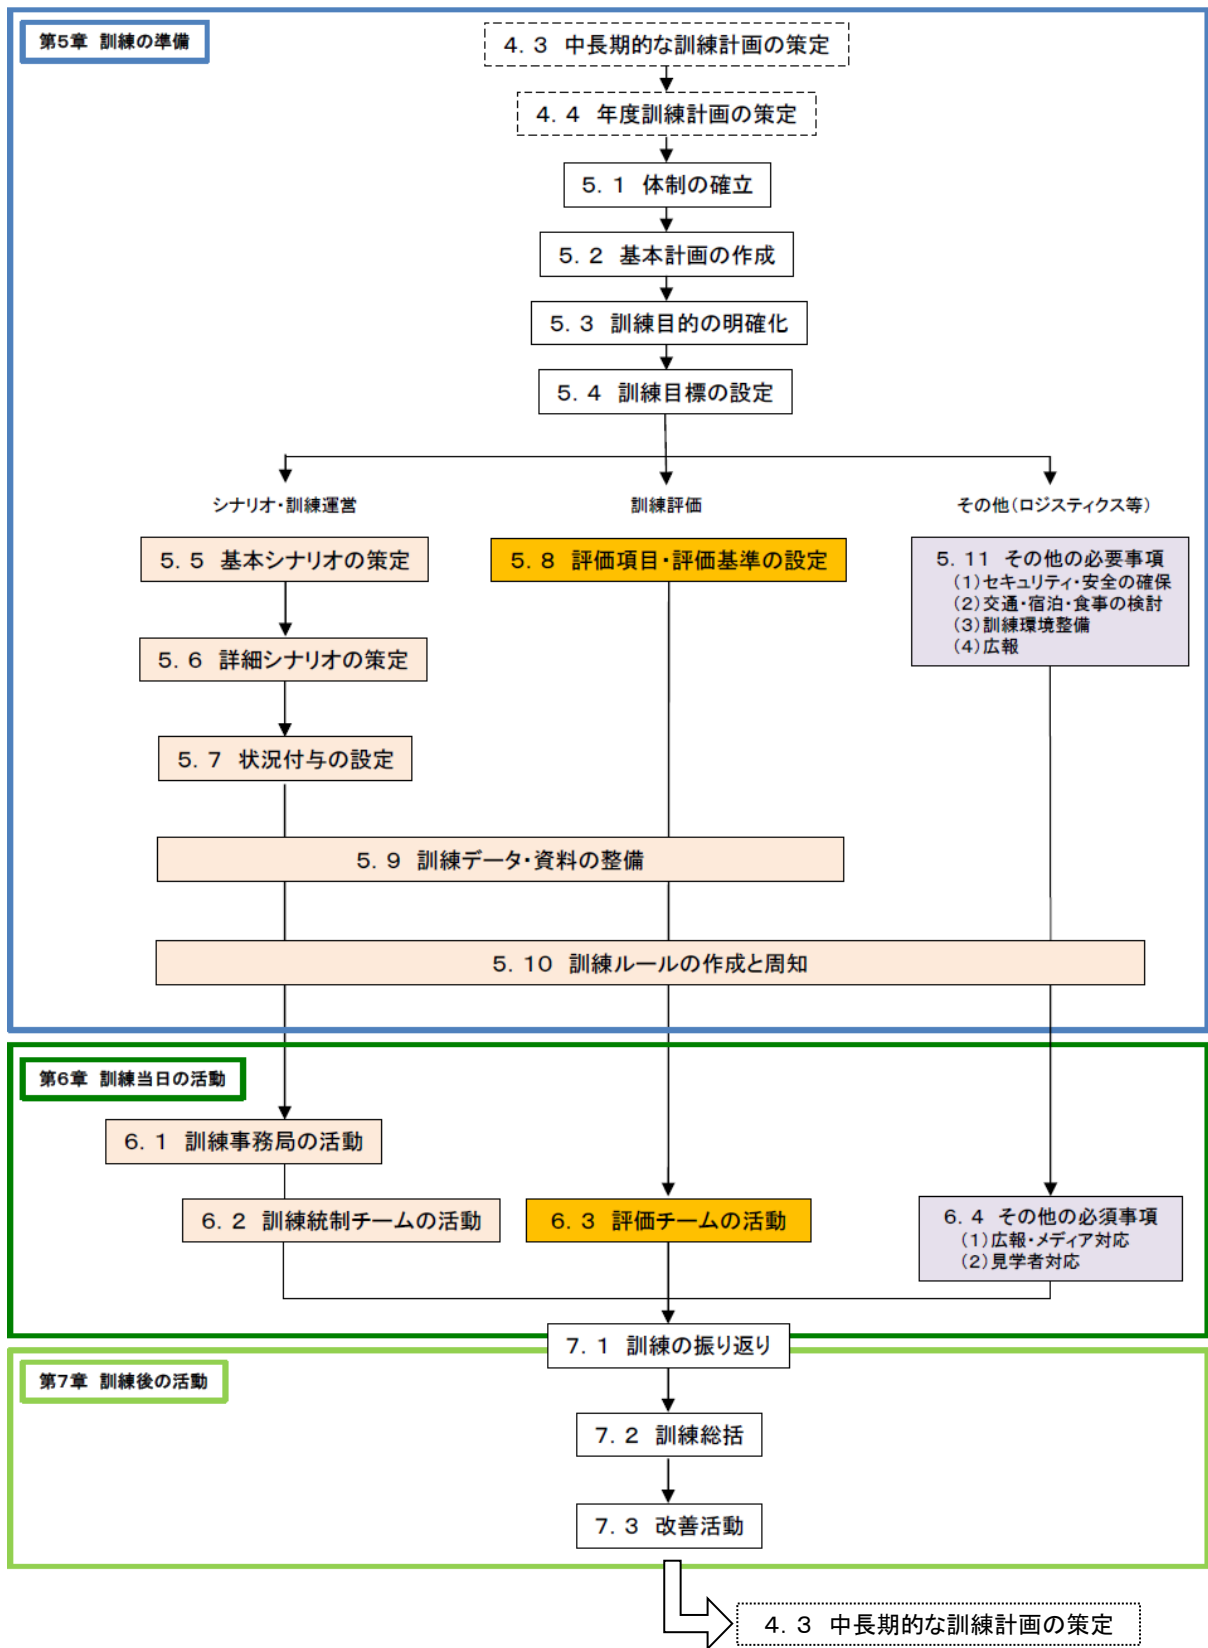 第5章 訓練の準備
４．３ 中長期的な訓練計画の策定
４．４ 年度訓練計画の策定
５．１ 体制の確立
５．２ 基本計画の作成
５．３ 訓練目的の明確化
５．４ 訓練目標の設定
シナリオ・訓練運営
訓練評価
その他（ロジスティクス等）
５．５ 基本シナリオの策定
５．８ 評価項目・評価基準の設定
５．１１ その他の必要事項
（１）セキュリティ・安全の確保
（２）交通・宿泊・食事の検討
（３）訓練環境整備
（４）広報
５．６ 詳細シナリオの策定
５．７ 状況付与の設定
５．９ 訓練データ・資料の整備
５．１０ 訓練ルールの作成と周知
第6章 訓練当日の活動
６．１ 訓練事務局の活動
６．２ 訓練統制チームの活動
６．３ 評価チームの活動
６．４ その他の必須事項
（１）広報・メディア対応
（２）見学者対応
７．１ 訓練の振り返り
第7章 訓練後の活動
７．２ 訓練総括
７．３ 改善活動
４．３ 中長期的な訓練計画の策定